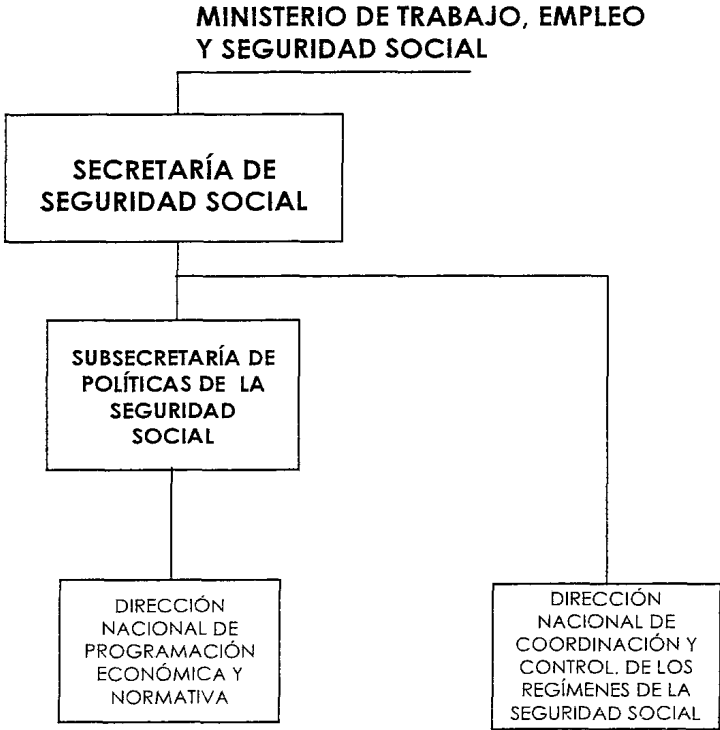 MINISTERIO DE TRABAJO, EMPLEO
Y SEGURIDAD SOCIAL
SECRETARÍA DE
SEGURIDAD SOCIAL
SUBSECRETARÍA DE
POLÍTICAS DE LA
SEGURIDAD
SOCIAL
DIRECCIÓN
NACIONAL DE
PROGRAMACIÓN
ECONÓMICA Y
NORMATIVA
DIRECCIÓN
NACIONAL DE
COORDINACIÓN Y
CONTROL. DE LOS
REGÍMENES DE LA
SEGURIDAD SOCIAL